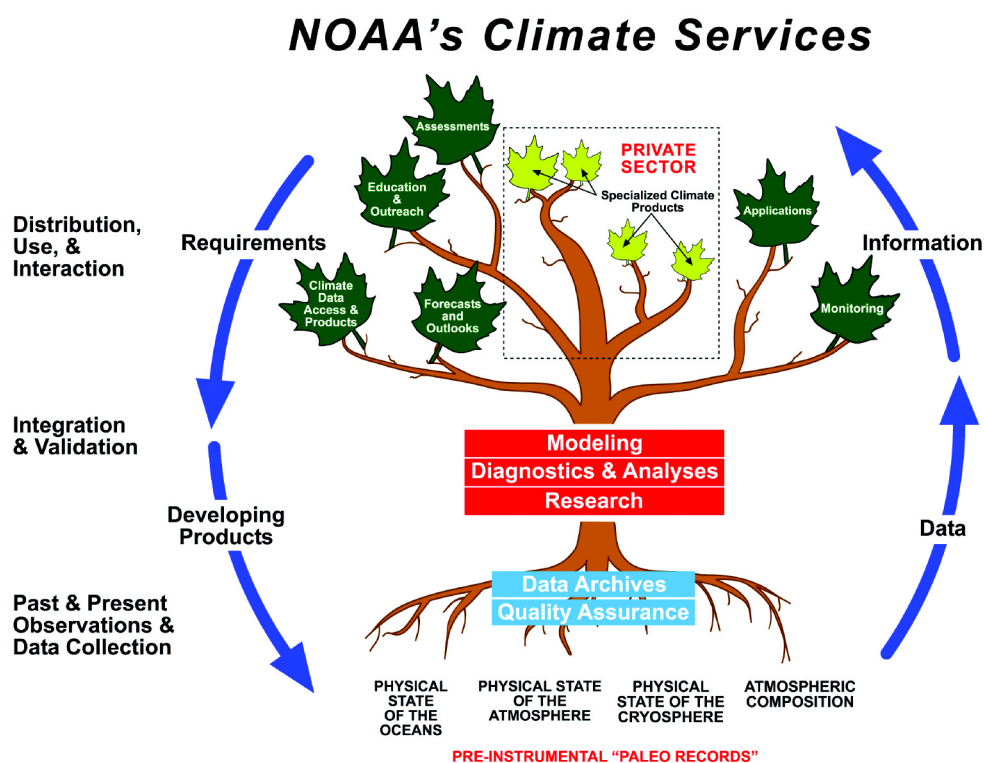 NOAA's Climate Services
Assessments
PRIVATE
SECTOR
Education
&
Outreach
Specialized Climate
Products
Applications
Distribution,
Use, &
Interaction
Requirements
Information
Climate
Data
Access &
Products
Forecasts
and
Outlooks
Monitoring
Integration
& Validation
Modeling
Diagnostics & Analyses
Research
Developing
Products
Data
Past & Present
Observations &
Data Collection
Data Archives
Quality Assurance
PHYSICAL
STATE
OF THE
OCEANS
PHYSICAL STATE
OF THE
ATMOSPHERE
PHYSICAL
STATE OF THE
CRYOSPHERE
ATMOSPHERIC
COMPOSITION
PRE-INSTRUMENTAL “PALEO RECORDS”